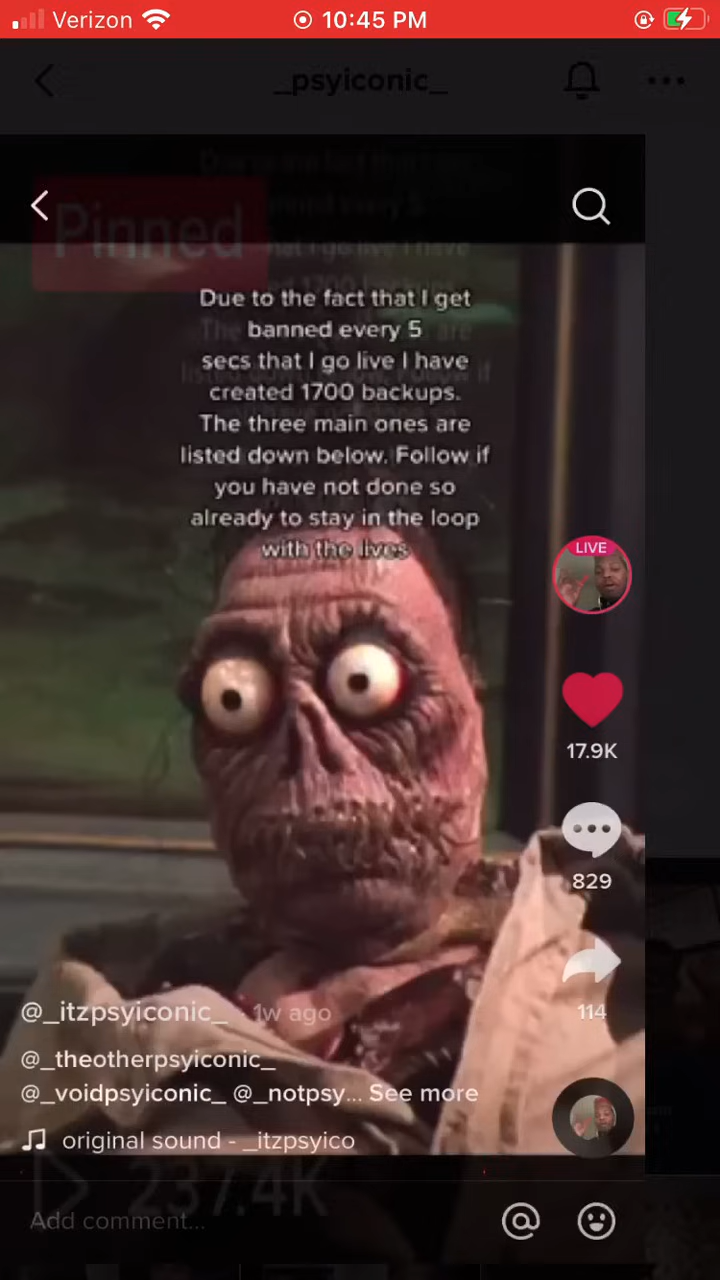 Verizon 10:45 PM
_psyiconic_
Pinned
Due to the fact that I get
banned every 5
secs that I go live I have
created 1700 backups.
The three main ones are
listed down below. Follow if
you have not done so
already to stay in the loop
with the lives
LIVE
17.9K
829
114
@_itzpsyiconic_ · 1w ago
@_theotherpsyiconic_
@_voidpsyiconic_ @_notpsy... See more
original sound - _itzpsyico
237.4K
Add comment...